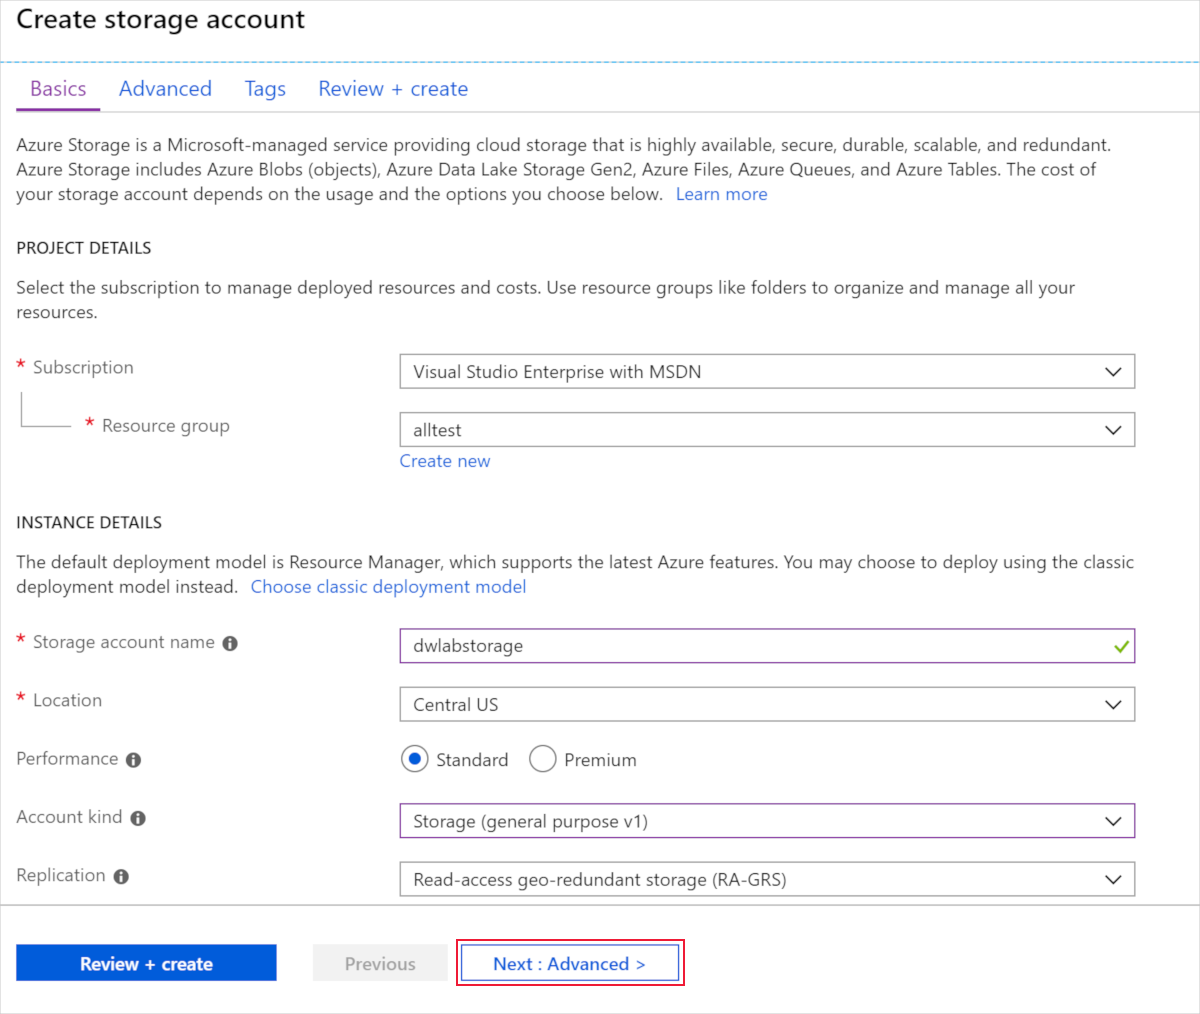 Create storage account
Basics Advanced Tags Review + create
Azure Storage is a Microsoft-managed service providing cloud storage that is highly available, secure, durable, scalable, and redundant.
Azure Storage includes Azure Blobs (objects), Azure Data Lake Storage Gen2, Azure Files, Azure Queues, and Azure Tables. The cost of
your storage account depends on the usage and the options you choose below. Learn more
PROJECT DETAILS
Select the subscription to manage deployed resources and costs. Use resource groups like folders to organize and manage all your
resources.
* Subscription Visual Studio Enterprise with MSDN
* Resource group alltest
Create new
INSTANCE DETAILS
The default deployment model is Resource Manager, which supports the latest Azure features. You may choose to deploy using the classic
deployment model instead. Choose classic deployment model
* Storage account name dwlabstorage
* Location Central US
Performance Standard Premium
Account kind Storage (general purpose v1)
Replication Read-access geo-redundant storage (RA-GRS)
Review + create Previous Next : Advanced >